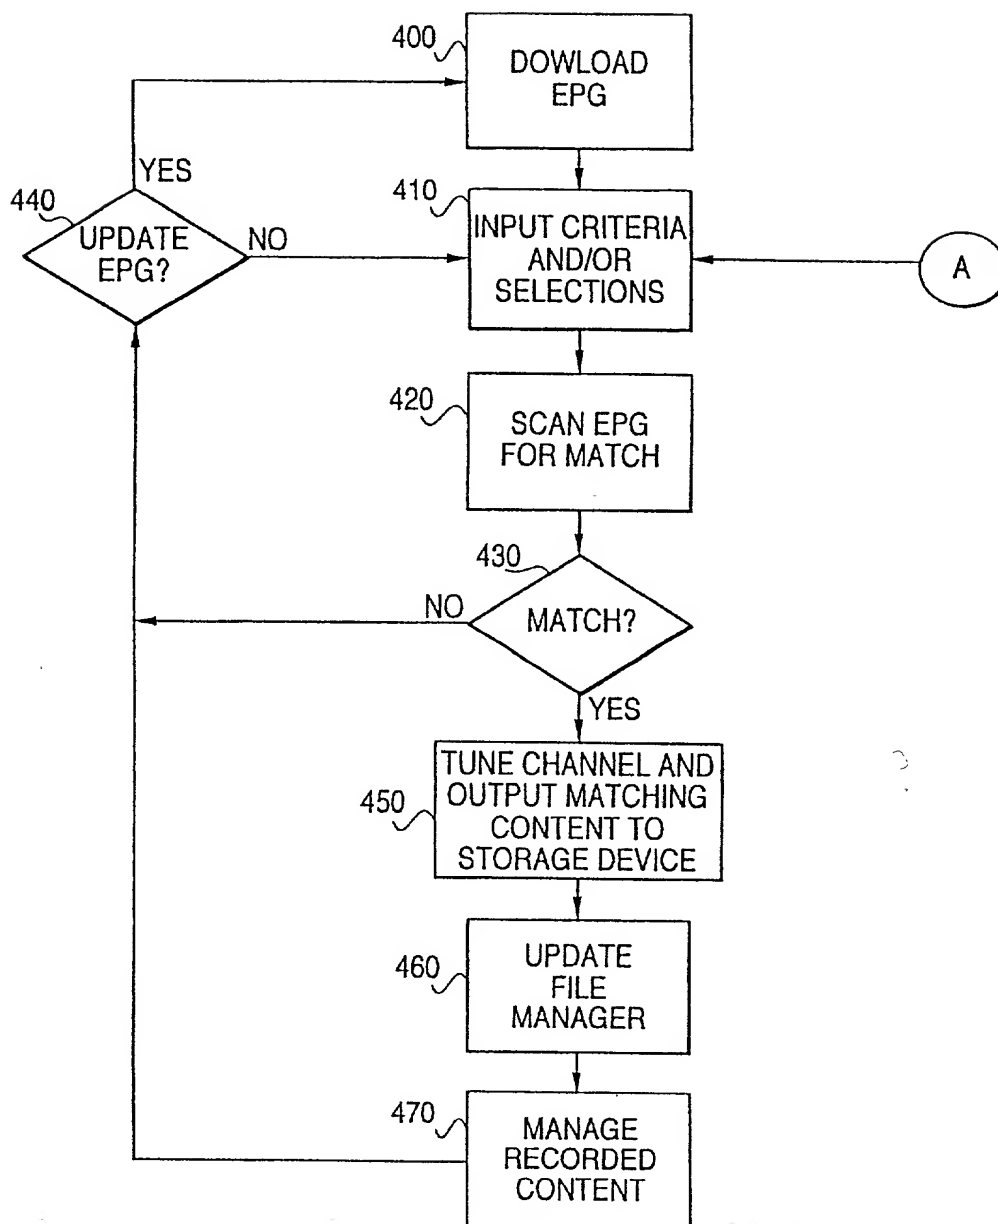 400
DOWLOAD
EPG
YES
440
UPDATE
EPG?
NO
410
INPUT CRITERIA
AND/OR
SELECTIONS
A
420
SCAN EPG
FOR MATCH
430
NO
MATCH?
YES
450
TUNE CHANNEL AND
OUTPUT MATCHING
CONTENT TO
STORAGE DEVICE
460
UPDATE
FILE
MANAGER
470
MANAGE
RECORDED
CONTENT